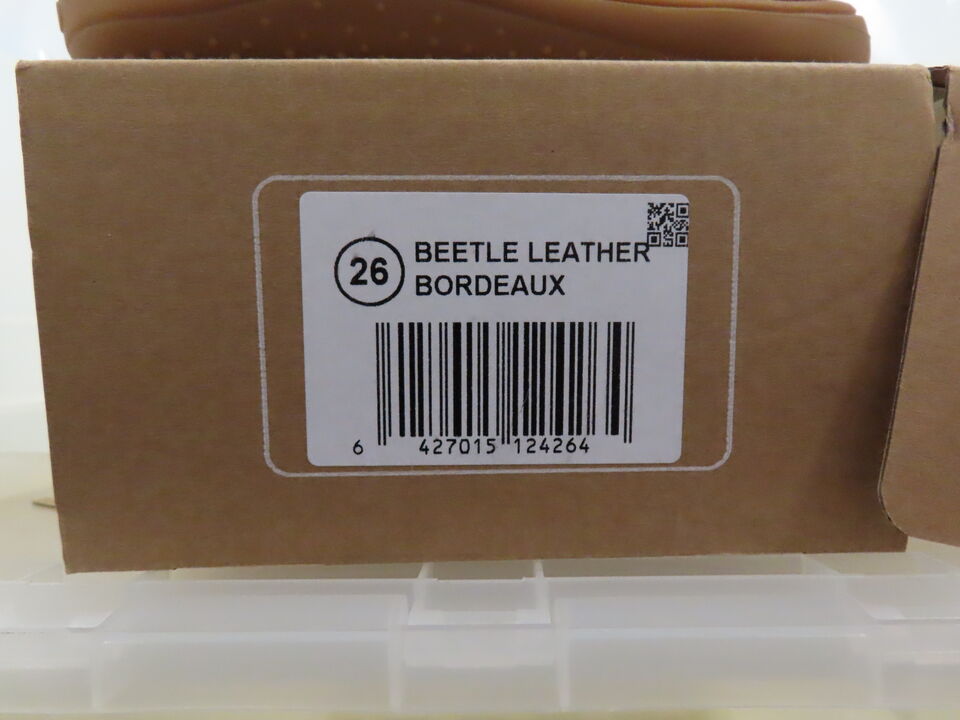 26
BEETLE LEATHER
BORDEAUX
6 427015 124264